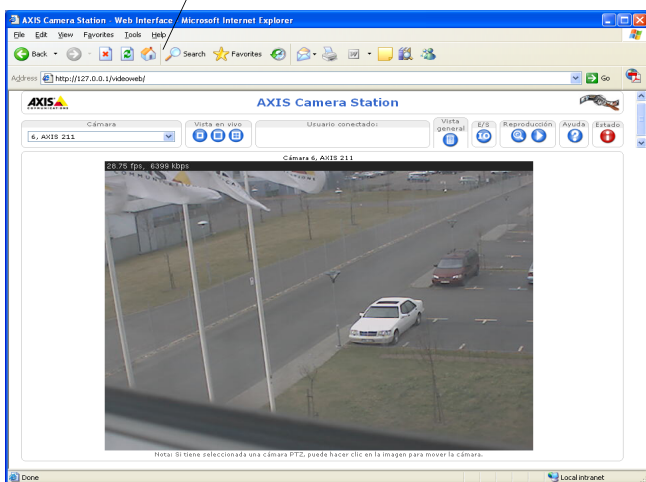 AXIS Camera Station - Web Interface - Microsoft Internet Explorer
File Edit View Favorites Tools Help
Back Search Favorites
Address http://127.0.0.1/videoweb/ Go
AXIS
COMMUNICATIONS
AXIS Camera Station
Cámara
6, AXIS 211
Vista en vivo
Usuario conectado:
Vista general
E/S
IO
Reproducción
Ayuda
Estado
Cámara 6, AXIS 211
28.75 fps, 6399 kbps
Nota: Si tiene seleccionada una cámara PTZ, puede hacer clic en la imagen para mover la cámara.
Done Local intranet